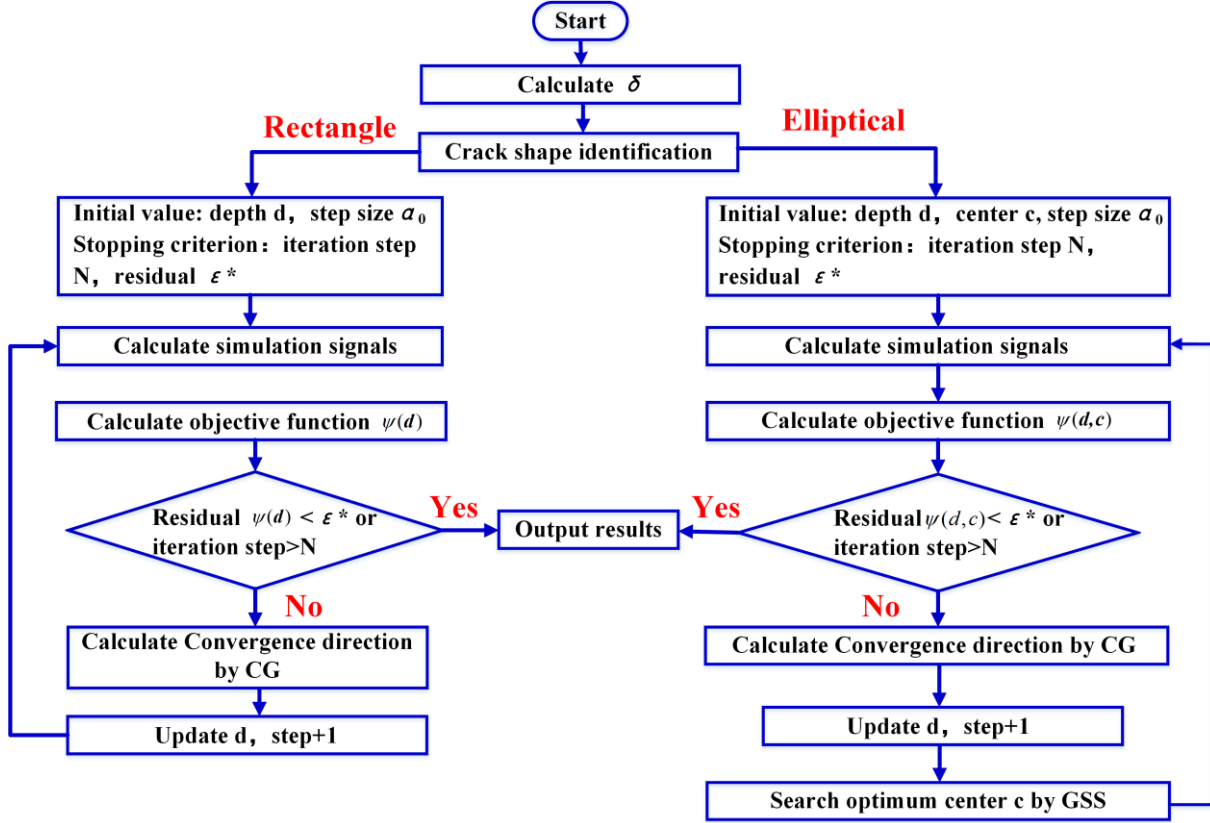 Start
Calculate δ
Rectangle
Elliptical
Crack shape identification
Initial value: depth d，step size α₀
Stopping criterion：iteration step
N，residual ε*
Initial value: depth d，center c, step size α₀
Stopping criterion：iteration step N，
residual ε*
Calculate simulation signals
Calculate simulation signals
Calculate objective function ψ(d)
Calculate objective function ψ(d,c)
Residual ψ(d) < ε* or
iteration step>N
Yes
Output results
Yes
Residual ψ(d,c)< ε* or
iteration step>N
No
No
Calculate Convergence direction
by CG
Calculate Convergence direction by CG
Update d，step+1
Update d，step+1
Search optimum center c by GSS